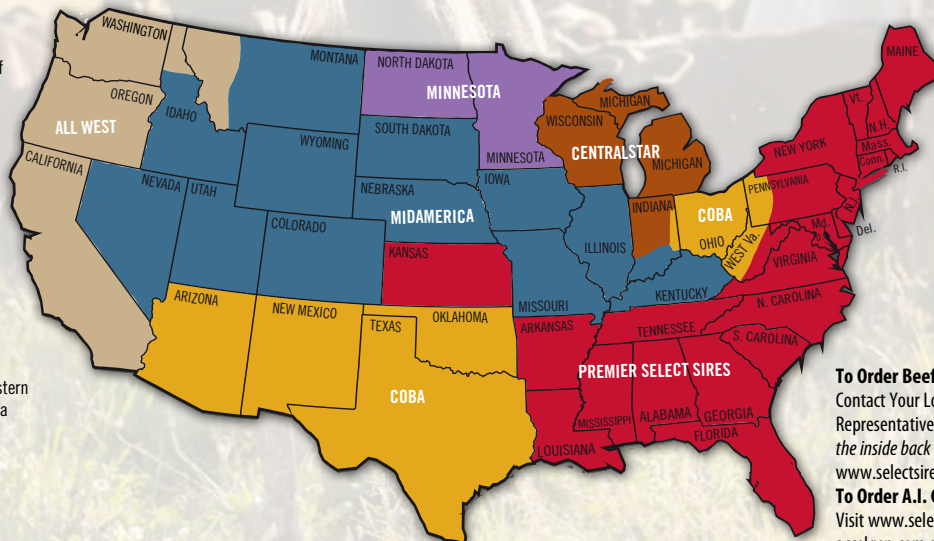 WASHINGTON
MONTANA
NORTH DAKOTA
MINNESOTA
MAINE
f
OREGON
IDAHO
ALL WEST
WYOMING
SOUTH DAKOTA
MINNESOTA
MICHIGAN
WISCONSIN
CENTRALSTAR
MICHIGAN
Vt.
N.H.
NEW YORK
Mass.
Conn.
R.I.
CALIFORNIA
NEVADA
UTAH
NEBRASKA
IOWA
MIDAMERICA
COLORADO
KANSAS
ILLINOIS
INDIANA
COBA
OHIO
PENNSYLVANIA
N.J.
WEST Va.
Md.
Del.
VIRGINIA
MISSOURI
KENTUCKY
ARIZONA
NEW MEXICO
TEXAS
OKLAHOMA
ARKANSAS
TENNESSEE
N. CAROLINA
S. CAROLINA
PREMIER SELECT SIRES
COBA
MISSISSIPPI
ALABAMA
GEORGIA
LOUISIANA
FLORIDA
stern
a
To Order Beef
Contact Your Lo
Representative
the inside back
www.selectsire
To Order A.I. C
Visit www.sele